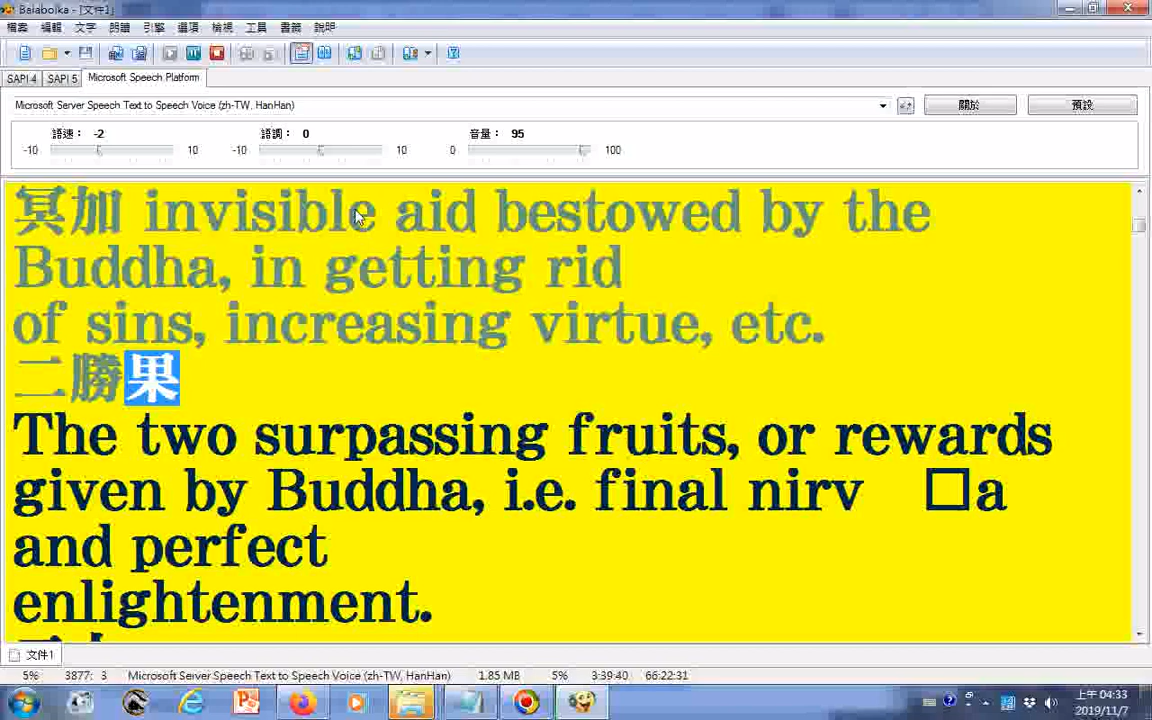 Balabolka - [文件1]
檔案 編輯 文字 朗讀 引擎 選項 檢視 工具 書籤 說明
SAPI 4 SAPI 5 Microsoft Speech Platform
Microsoft Server Speech Text to Speech Voice (zh-TW, HanHan) 關於 預設
語速： -2 語調： 0 音量： 95
-10 10 -10 10 0 100
冥加 invisible aid bestowed by the
Buddha, in getting rid
of sins, increasing virtue, etc.
二勝果
The two surpassing fruits, or rewards
given by Buddha, i.e. final nirv □a
and perfect
enlightenment.
文件1
5% 3877: 3 Microsoft Server Speech Text to Speech Voice (zh-TW, HanHan) 1.85 MB 5% 3:39:40 66:22:31
上午 04:33
2019/11/7